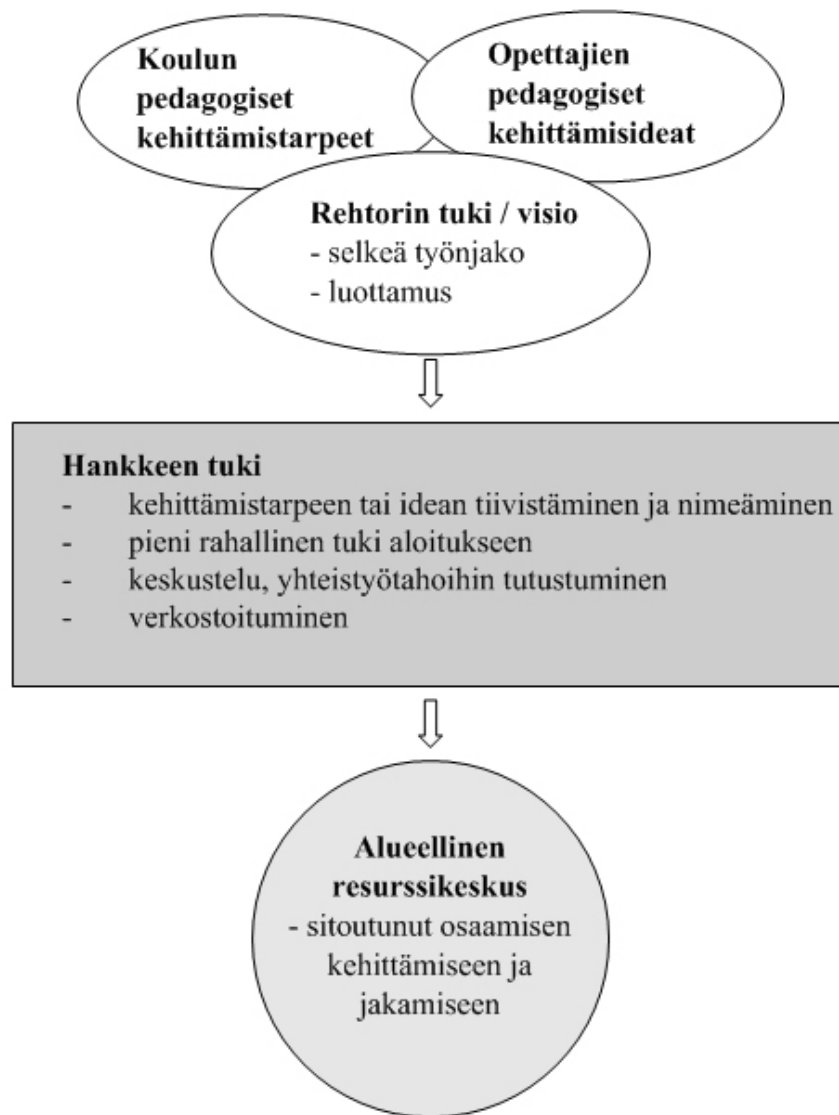 Koulun
pedagogiset
kehittämistarpeet
Opettajien
pedagogiset
kehittämisideat
Rehtorin tuki / visio
- selkeä työnjako
- luottamus
Hankkeen tuki
- kehittämistarpeen tai idean tiivistäminen ja nimeäminen
- pieni rahallinen tuki aloitukseen
- keskustelu, yhteistyötahoihin tutustuminen
- verkostoituminen
Alueellinen
resurssikeskus
- sitoutunut osaamisen
kehittämiseen ja
jakamiseen